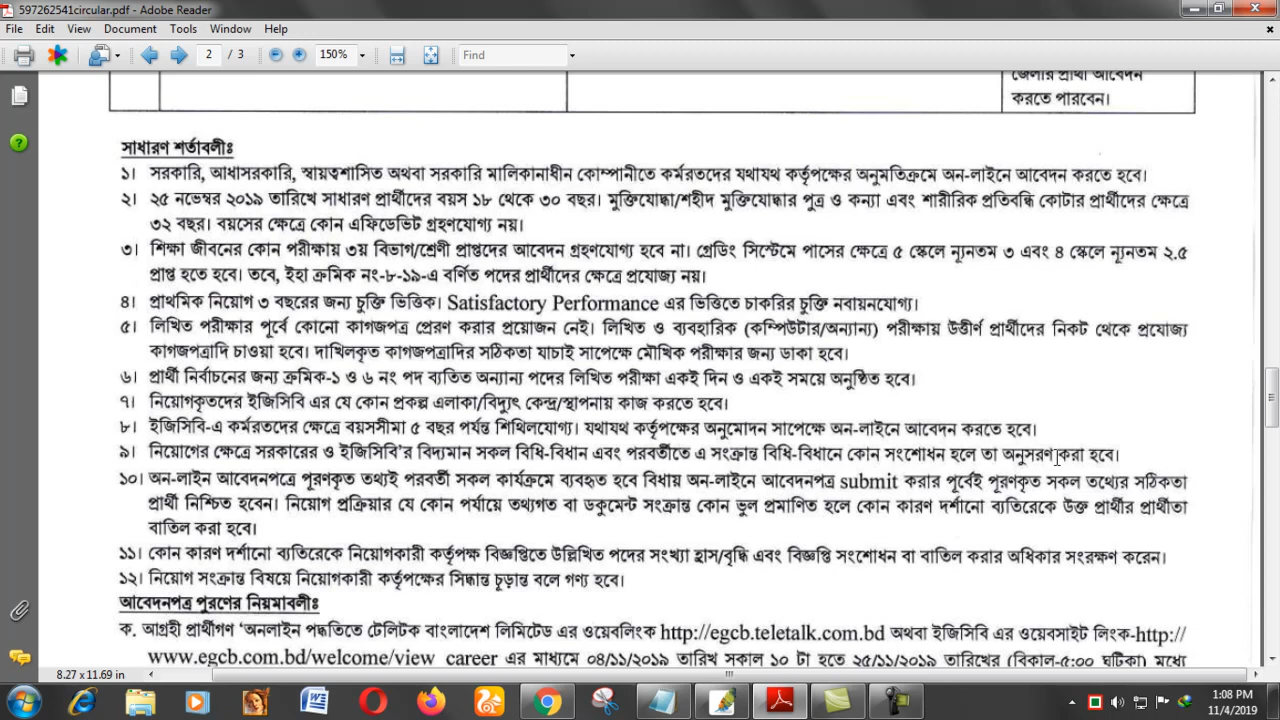 597262541circular.pdf - Adobe Reader
File Edit View Document Tools Window Help
2 / 3 150% Find
জেলার প্রার্থী আবেদন
করতে পারবেন।
সাধারণ শর্তাবলীঃ
১। সরকারি, আধাসরকারি, স্বায়ত্বশাসিত অথবা সরকারি মালিকানাধীন কোম্পানীতে কর্মরতদের যথাযথ কর্তৃপক্ষের অনুমতিক্রমে অন-লাইনে আবেদন করতে হবে।
২। ২৫ নভেম্বর ২০১৯ তারিখে সাধারণ প্রার্থীদের বয়স ১৮ থেকে ৩০ বছর। মুক্তিযোদ্ধা/শহীদ মুক্তিযোদ্ধার পুত্র ও কন্যা এবং শারীরিক প্রতিবন্ধি কোটার প্রার্থীদের ক্ষেত্রে
৩২ বছর। বয়সের ক্ষেত্রে কোন এফিডেভিট গ্রহণযোগ্য নয়।
৩। শিক্ষা জীবনের কোন পরীক্ষায় ৩য় বিভাগ/শ্রেণী প্রাপ্তদের আবেদন গ্রহণযোগ্য হবে না। গ্রেডিং সিস্টেমে পাসের ক্ষেত্রে ৫ স্কেলে ন্যূনতম ৩ এবং ৪ স্কেলে ন্যূনতম ২.৫
প্রাপ্ত হতে হবে। তবে, ইহা ক্রমিক নং-৮-১৯-এ বর্ণিত পদের প্রার্থীদের ক্ষেত্রে প্রযোজ্য নয়।
৪। প্রাথমিক নিয়োগ ৩ বছরের জন্য চুক্তি ভিত্তিক। Satisfactory Performance এর ভিত্তিতে চাকরির চুক্তি নবায়নযোগ্য।
৫। লিখিত পরীক্ষার পূর্বে কোনো কাগজপত্র প্রেরণ করার প্রয়োজন নেই। লিখিত ও ব্যবহারিক (কম্পিউটার/অন্যান্য) পরীক্ষায় উত্তীর্ণ প্রার্থীদের নিকট থেকে প্রযোজ্য
কাগজপত্রাদি চাওয়া হবে। দাখিলকৃত কাগজপত্রাদির সঠিকতা যাচাই সাপেক্ষে মৌখিক পরীক্ষার জন্য ডাকা হবে।
৬। প্রার্থী নির্বাচনের জন্য ক্রমিক-১ ও ৬ নং পদ ব্যতিত অন্যান্য পদের লিখিত পরীক্ষা একই দিন ও একই সময়ে অনুষ্ঠিত হবে।
৭। নিয়োগকৃতদের ইজিসিবি এর যে কোন প্রকল্প এলাকা/বিদ্যুৎ কেন্দ্র/স্থাপনায় কাজ করতে হবে।
৮। ইজিসিবি-এ কর্মরতদের ক্ষেত্রে বয়সসীমা ৫ বছর পর্যন্ত শিথিলযোগ্য। যথাযথ কর্তৃপক্ষের অনুমোদন সাপেক্ষে অন-লাইনে আবেদন করতে হবে।
৯। নিয়োগের ক্ষেত্রে সরকারের ও ইজিসিবি'র বিদ্যমান সকল বিধি-বিধান এবং পরবর্তীতে এ সংক্রান্ত বিধি-বিধানে কোন সংশোধন হলে তা অনুসরণ করা হবে।
১০। অন-লাইন আবেদনপত্রে পূরণকৃত তথ্যই পরবর্তী সকল কার্যক্রমে ব্যবহৃত হবে বিধায় অন-লাইনে আবেদনপত্র submit করার পূর্বেই পূরণকৃত সকল তথ্যের সঠিকতা
প্রার্থী নিশ্চিত হবেন। নিয়োগ প্রক্রিয়ার যে কোন পর্যায়ে তথ্যগত বা ডকুমেন্ট সংক্রান্ত কোন ভুল প্রমাণিত হলে কোন কারণ দর্শানো ব্যতিরেকে উক্ত প্রার্থীর প্রার্থীতা
বাতিল করা হবে।
১১। কোন কারণ দর্শানো ব্যতিরেকে নিয়োগকারী কর্তৃপক্ষ বিজ্ঞপ্তিতে উল্লিখিত পদের সংখ্যা হ্রাস/বৃদ্ধি এবং বিজ্ঞপ্তি সংশোধন বা বাতিল করার অধিকার সংরক্ষণ করেন।
১২। নিয়োগ সংক্রান্ত বিষয়ে নিয়োগকারী কর্তৃপক্ষের সিদ্ধান্ত চূড়ান্ত বলে গণ্য হবে।
আবেদনপত্র পুরণের নিয়মাবলীঃ
ক. আগ্রহী প্রার্থীগণ 'অনলাইন পদ্ধতিতে টেলিটক বাংলাদেশ লিমিটেড এর ওয়েবলিংক http://egcb.teletalk.com.bd অথবা ইজিসিবি এর ওয়েবসাইট লিংক-http://
www.egcb.com.bd/welcome/view career এর মাধ্যমে ০৪/১১/২০১৯ তারিখ সকাল ১০ টা হতে ২৫/১১/২০১৯ তারিখের (বিকাল-৫:০০ ঘটিকা) মধ্যে
8.27 x 11.69 in
1:08 PM
11/4/2019